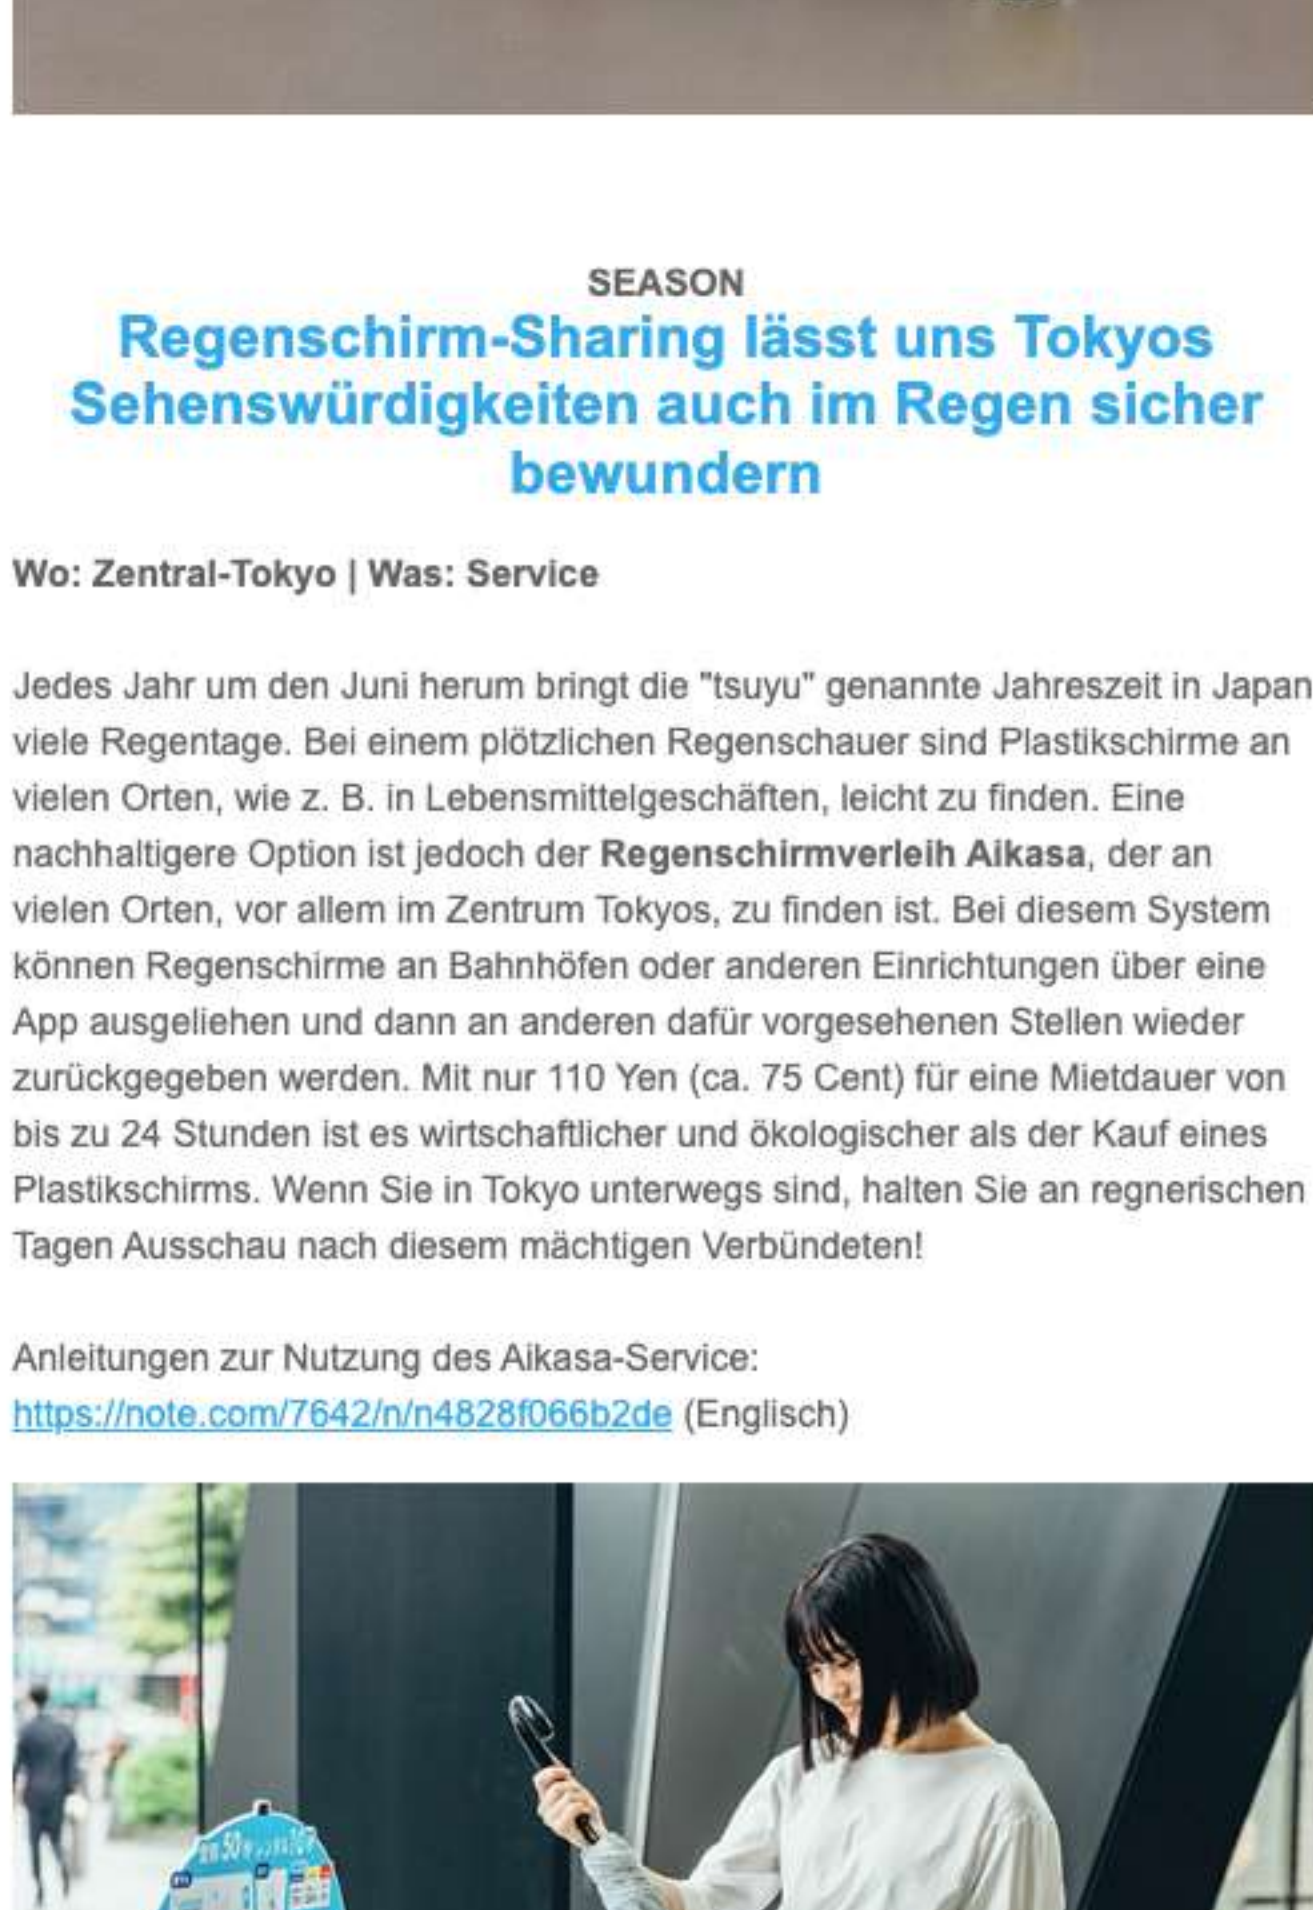 SEASON
Regenschirm-Sharing lässt uns Tokyos
Sehenswürdigkeiten auch im Regen sicher
bewundern
Wo: Zentral-Tokyo | Was: Service
Jedes Jahr um den Juni herum bringt die "tsuyu" genannte Jahreszeit in Japan
viele Regentage. Bei einem plötzlichen Regenschauer sind Plastikschirme an
vielen Orten, wie z. B. in Lebensmittelgeschäften, leicht zu finden. Eine
nachhaltigere Option ist jedoch der Regenschirmverleih Aikasa, der an
vielen Orten, vor allem im Zentrum Tokyos, zu finden ist. Bei diesem System
können Regenschirme an Bahnhöfen oder anderen Einrichtungen über eine
App ausgeliehen und dann an anderen dafür vorgesehenen Stellen wieder
zurückgegeben werden. Mit nur 110 Yen (ca. 75 Cent) für eine Mietdauer von
bis zu 24 Stunden ist es wirtschaftlicher und ökologischer als der Kauf eines
Plastikschirms. Wenn Sie in Tokyo unterwegs sind, halten Sie an regnerischen
Tagen Ausschau nach diesem mächtigen Verbündeten!
Anleitungen zur Nutzung des Aikasa-Service:
https://note.com/7642/n/n4828f066b2de (Englisch)